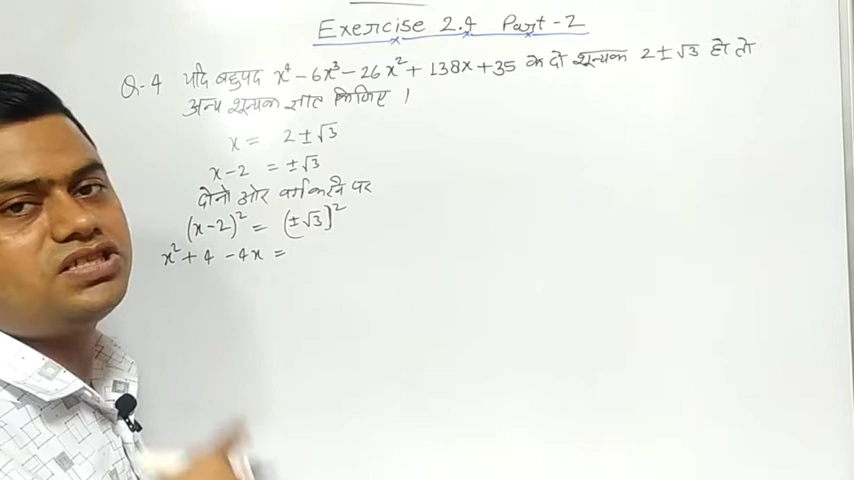 Exercise 2.4 Part-2
Q-4 यदि बहुपद x⁴-6x³-26x²+138x+35 के दो शून्यक 2±√3 हो तो
अन्य शून्यक ज्ञात कीजिए ।
x = 2±√3
x-2 = ±√3
दोनो ओर वर्ग करने पर
(x-2)² = (±√3)²
x²+4-4x =